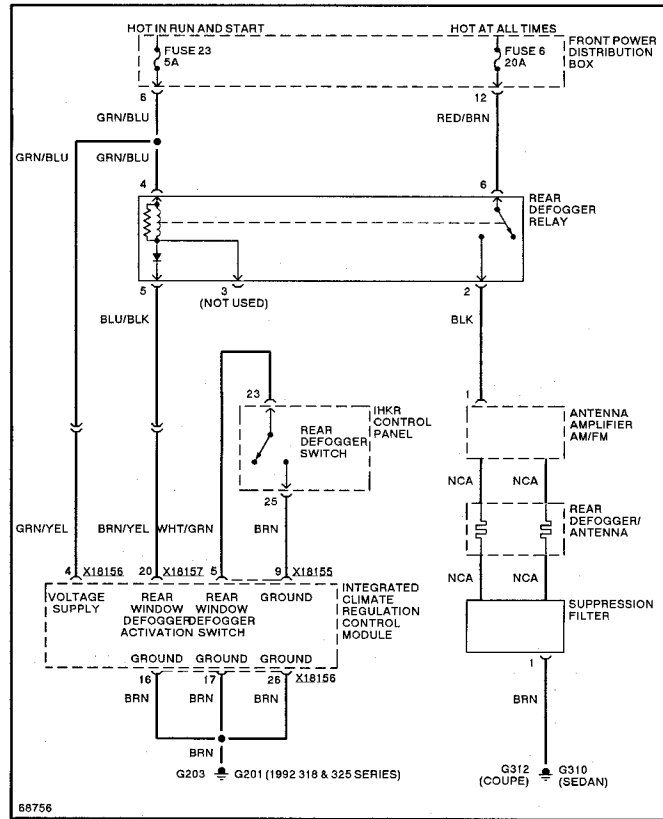 HOT IN RUN AND START
HOT AT ALL TIMES
FUSE 23
5A
FUSE 6
20A
FRONT POWER
DISTRIBUTION
BOX
6
12
GRN/BLU
RED/BRN
GRN/BLU
GRN/BLU
4
6
REAR
DEFOGGER
RELAY
5
3
2
(NOT USED)
BLU/BLK
BLK
23
1
IHKR
CONTROL
PANEL
REAR
DEFOGGER
SWITCH
ANTENNA
AMPLIFIER
AM/FM
25
NCA
NCA
GRN/YEL
BRN/YEL
WHT/GRN
BRN
REAR
DEFOGGER/
ANTENNA
4
X18156
20
X18157
5
9
X18155
NCA
NCA
VOLTAGE
SUPPLY
REAR
WINDOW
DEFOGGER
ACTIVATION
REAR
WINDOW
DEFOGGER
SWITCH
GROUND
INTEGRATED
CLIMATE
REGULATION
CONTROL
MODULE
SUPPRESSION
FILTER
GROUND
GROUND
GROUND
16
17
26
X18156
1
BRN
BRN
BRN
BRN
BRN
G203
G201 (1992 318 & 325 SERIES)
G312
(COUPE)
G310
(SEDAN)
68756